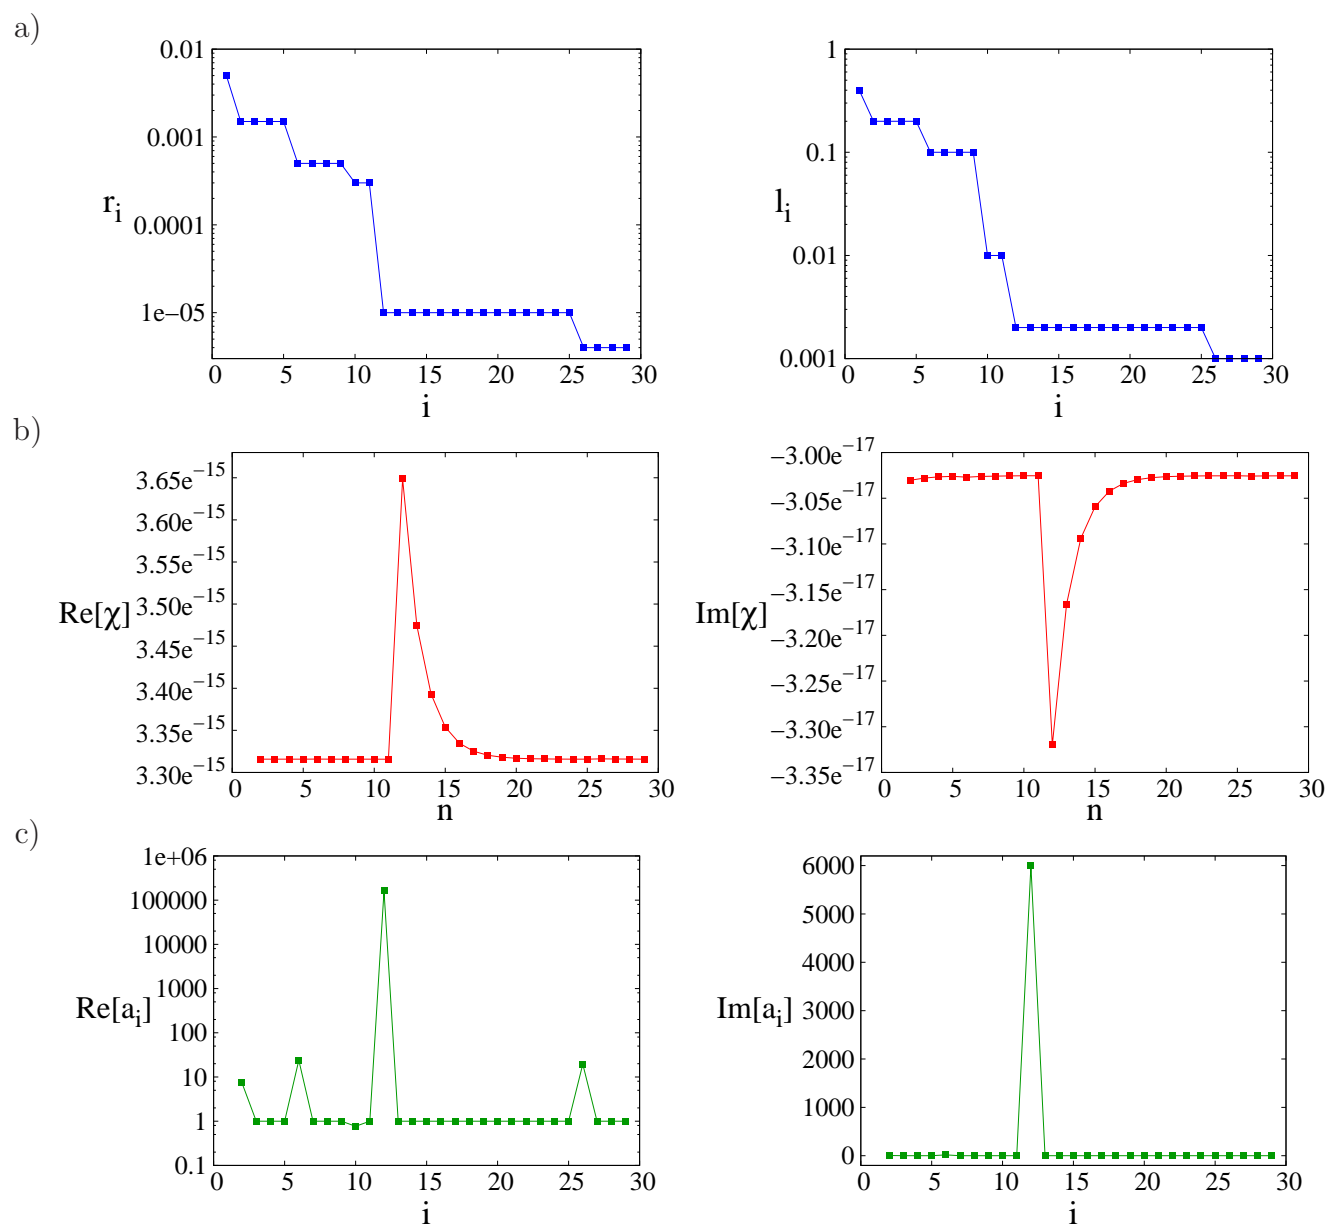 a)
0.01
0.001
0.0001
1e−05
r_i
0 5 10 15 20 25 30
i
1
0.1
0.01
0.001
l_i
0 5 10 15 20 25 30
i
b)
3.65e^−15
3.60e^−15
3.55e^−15
3.50e^−15
3.45e^−15
3.40e^−15
3.35e^−15
3.30e^−15
Re[χ]
0 5 10 15 20 25 30
n
−3.00e^−17
−3.05e^−17
−3.10e^−17
−3.15e^−17
−3.20e^−17
−3.25e^−17
−3.30e^−17
−3.35e^−17
Im[χ]
0 5 10 15 20 25 30
n
c)
1e+06
100000
10000
1000
100
10
1
0.1
Re[a_i]
0 5 10 15 20 25 30
i
6000
5000
4000
3000
2000
1000
0
Im[a_i]
0 5 10 15 20 25 30
i